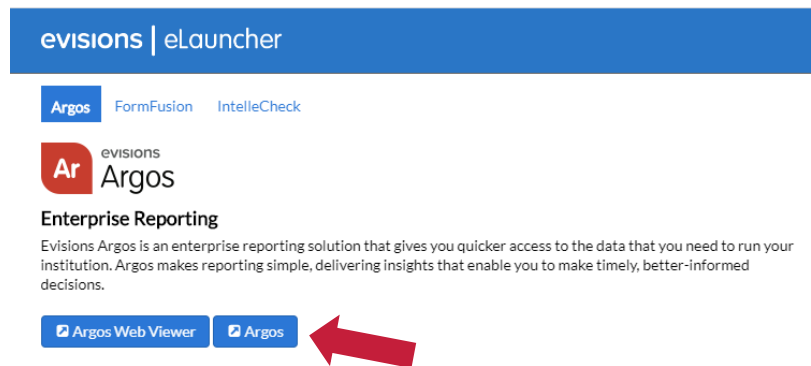 evisions | eLauncher
Argos FormFusion IntelleCheck
Ar
evisions
Argos
Enterprise Reporting
Evisions Argos is an enterprise reporting solution that gives you quicker access to the data that you need to run your
institution. Argos makes reporting simple, delivering insights that enable you to make timely, better-informed
decisions.
Argos Web Viewer Argos